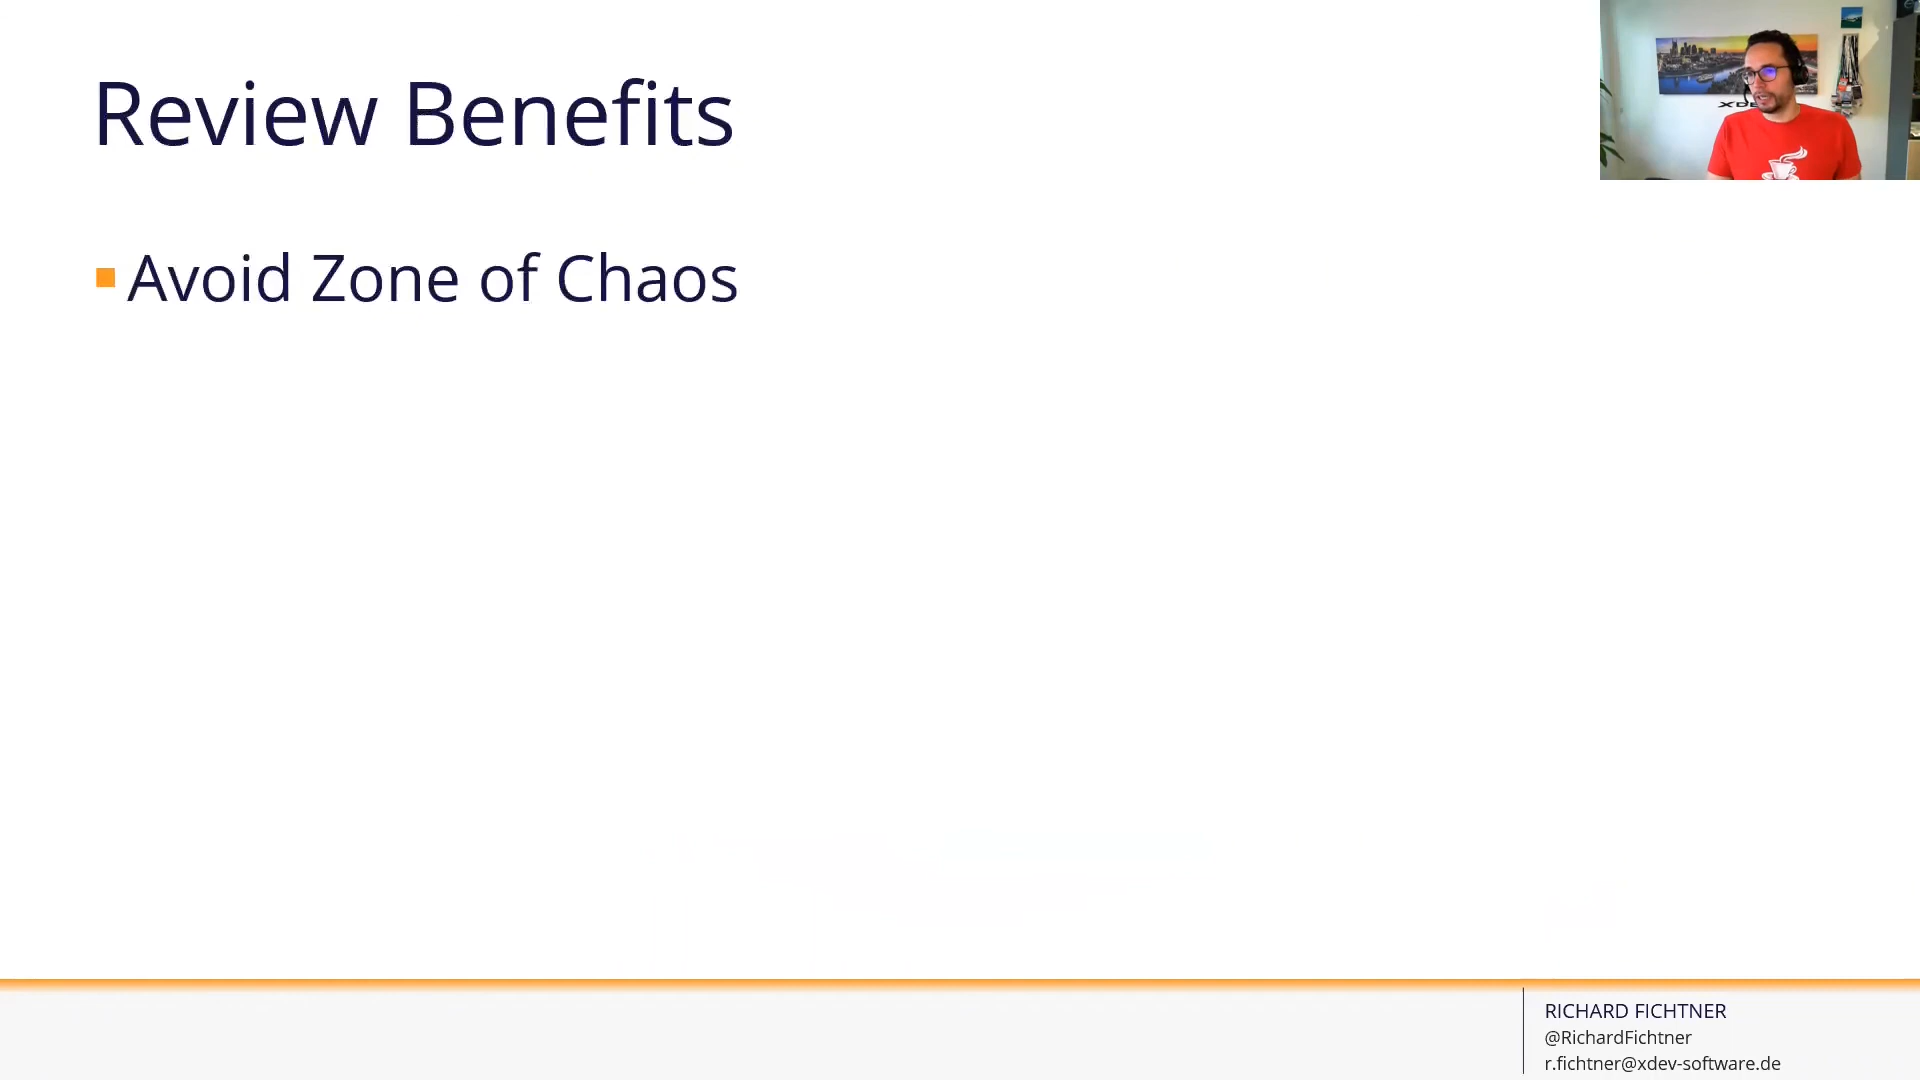 Review Benefits
Avoid Zone of Chaos
RICHARD FICHTNER
@RichardFichtner
r.fichtner@xdev-software.de